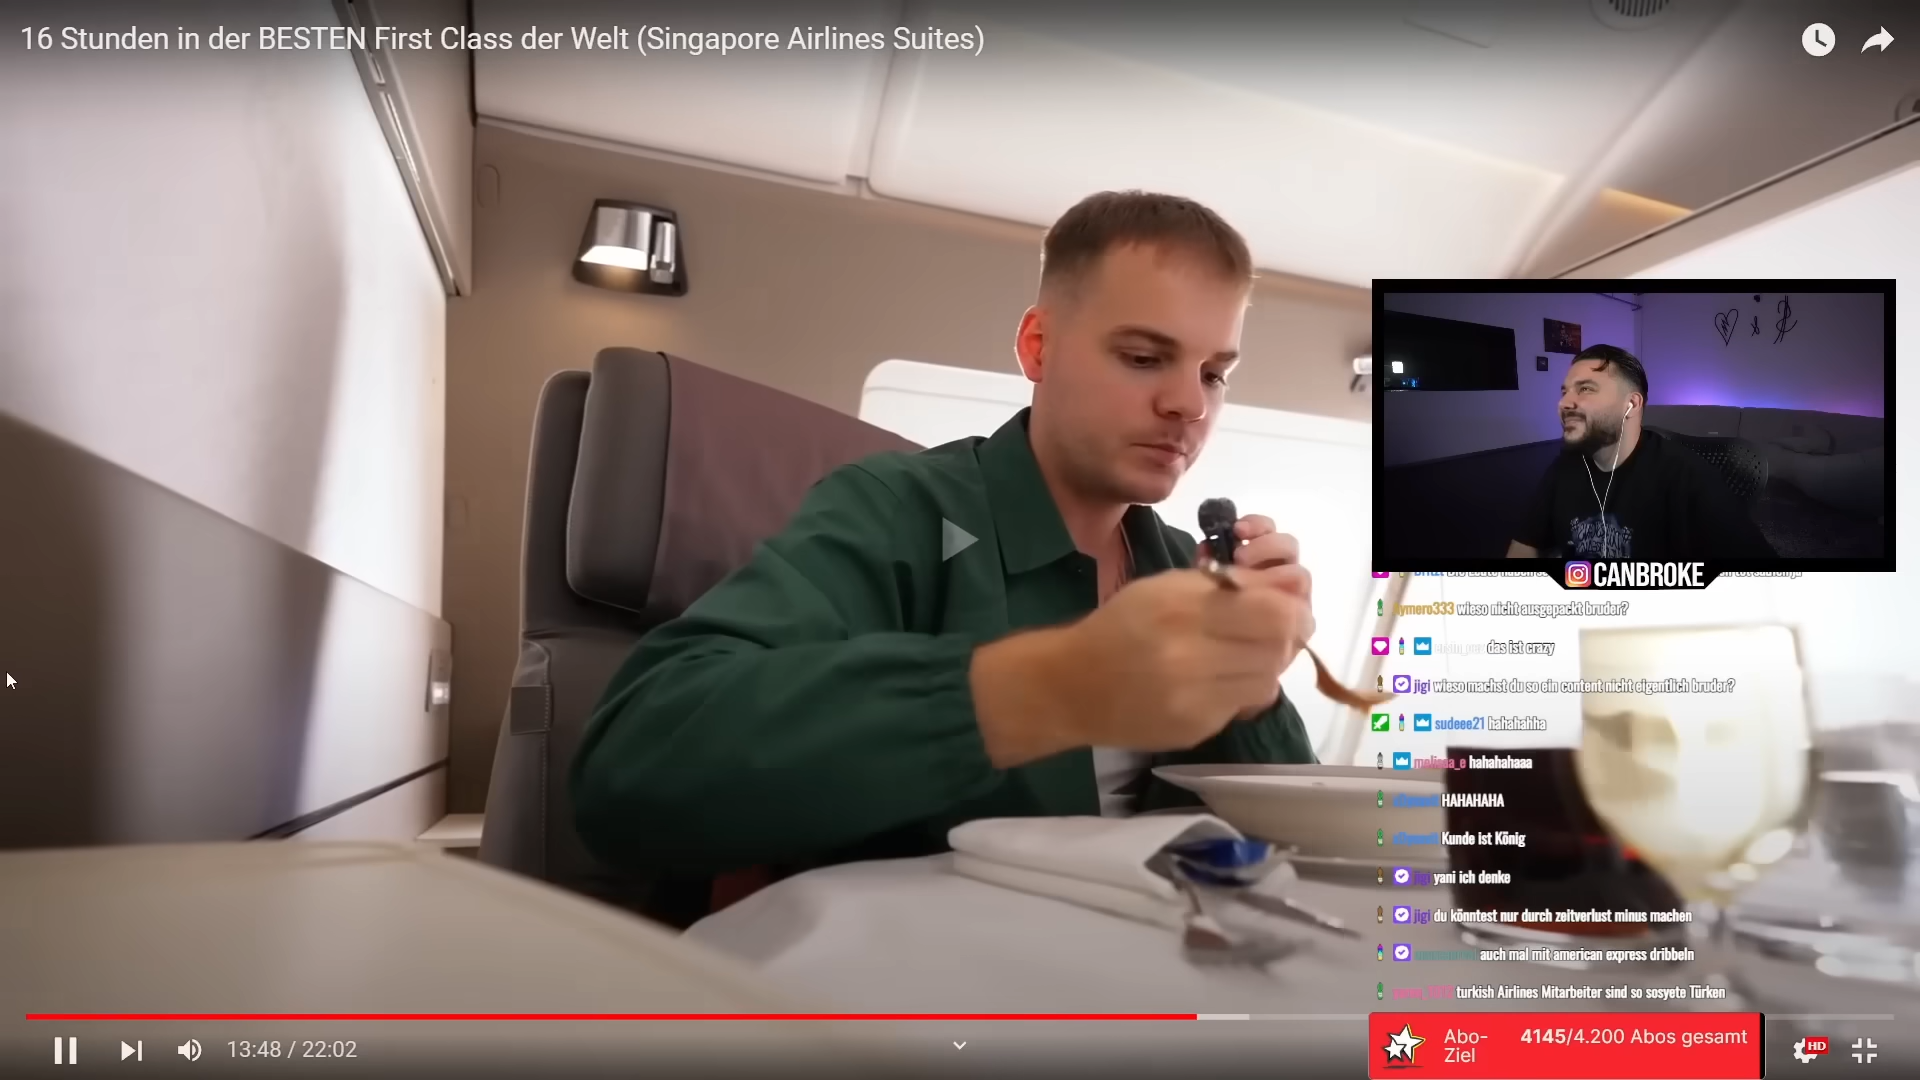 16 Stunden in der BESTEN First Class der Welt (Singapore Airlines Suites)
CANBROKE
wieso nicht ausgepackt bruder?
das ist crazy
jigi wieso machst du so ein content nicht eigentlich bruder?
sudeee21 hahahahha
melissa_e hahahahaaa
HAHAHAHA
Kunde ist König
jigi yani ich denke
jigi du könntest nur durch zeitverlust minus machen
auch mal mit american express dribbeln
turkish Airlines Mitarbeiter sind so sosyete Türken
Abo-Ziel 4145/4.200 Abos gesamt
13:48 / 22:02
HD